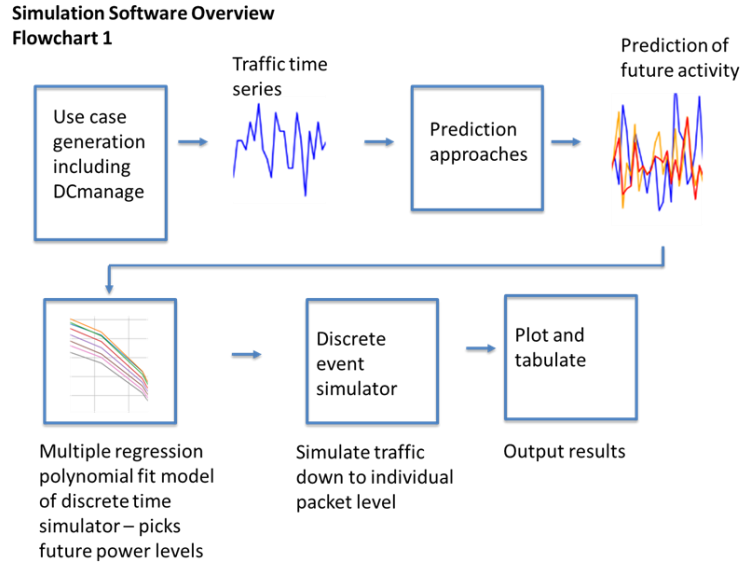 Simulation Software Overview
Flowchart 1
Use case
generation
including
DCmanage
Traffic time
series
Prediction
approaches
Prediction of
future activity
Multiple regression
polynomial fit model
of discrete time
simulator – picks
future power levels
Discrete
event
simulator
Simulate traffic
down to individual
packet level
Plot and
tabulate
Output results